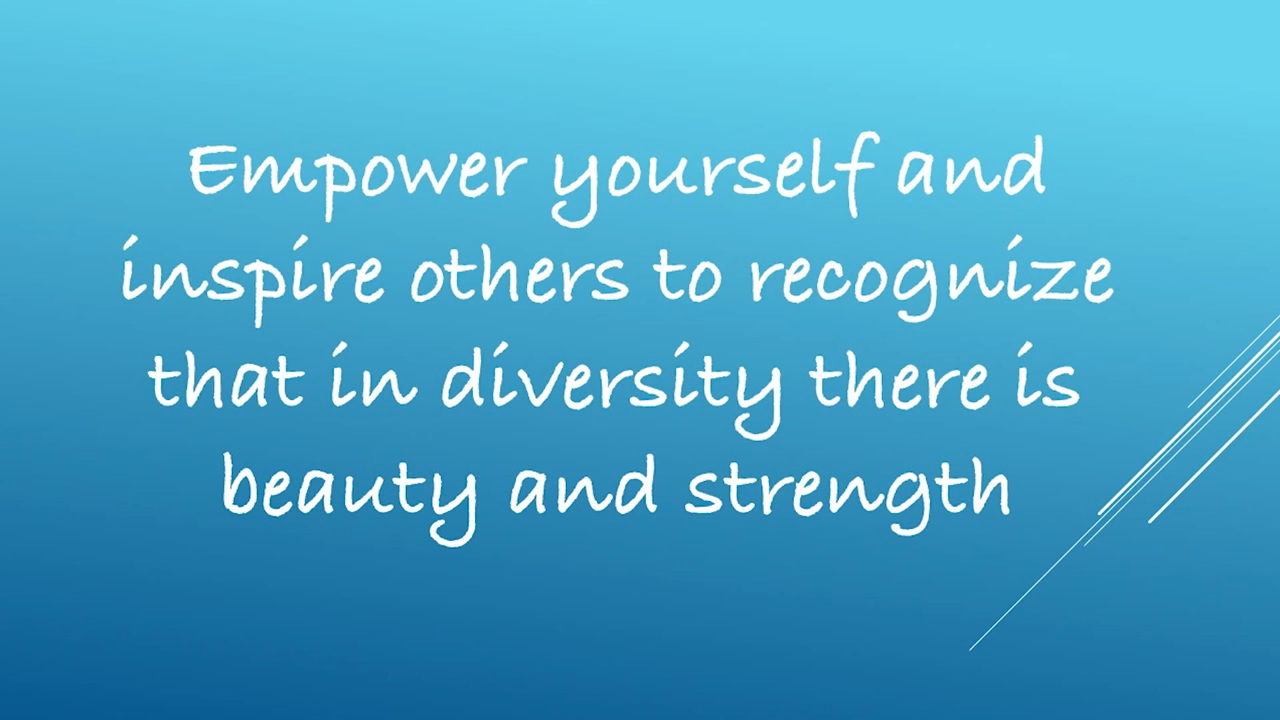 Empower yourself and
inspire others to recognize
that in diversity there is
beauty and strength